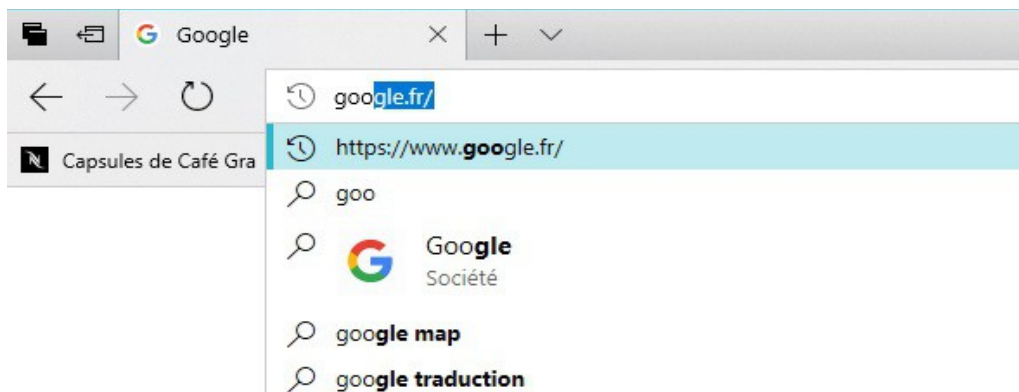 Google
google.fr/
Capsules de Café Gra
https://www.google.fr/
goo
Google
Société
google map
google traduction